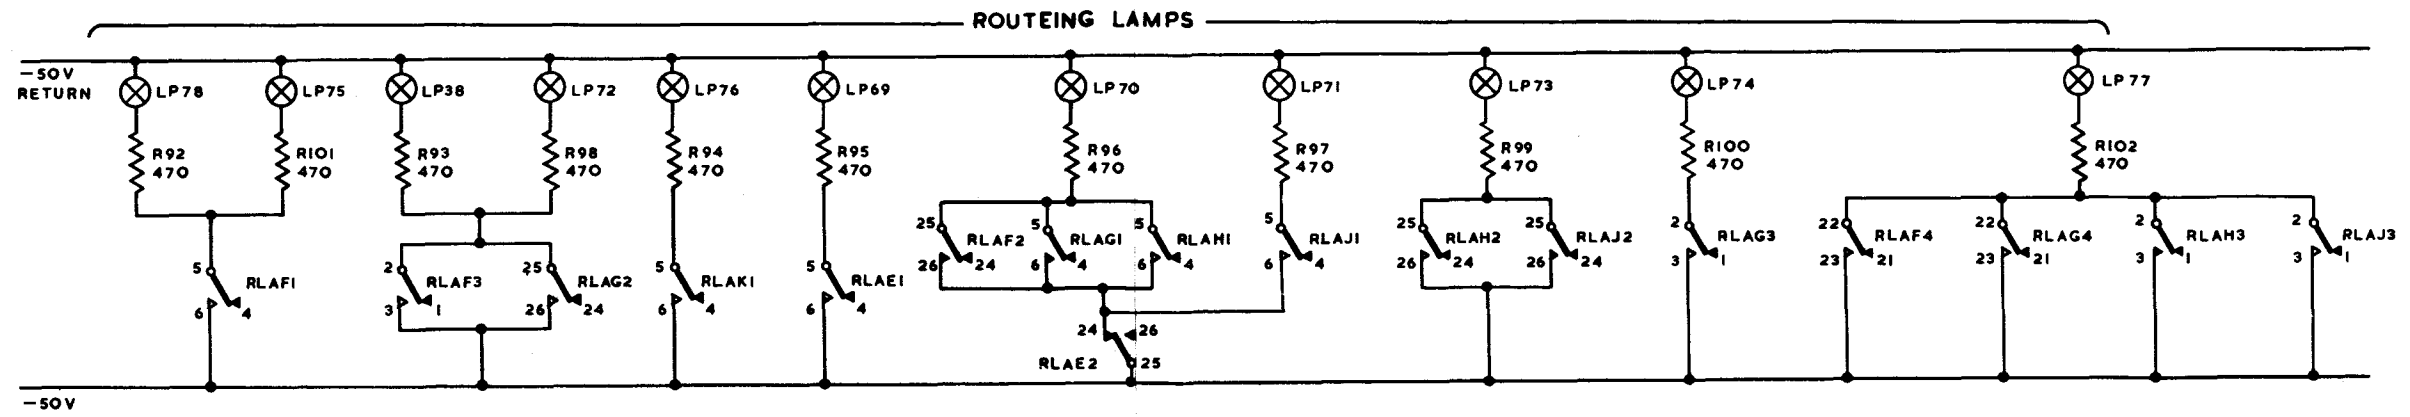 ROUTEING LAMPS
-50V
RETURN
LP78
LP75
LP38
LP72
LP76
LP69
LP70
LP71
LP73
LP74
LP77
R92
470
R101
470
R93
470
R98
470
R94
470
R95
470
R96
470
R97
470
R99
470
R100
470
R102
470
5
RLAF1
6
4
2
RLAF3
3
1
25
RLAG2
26
24
5
RLAK1
6
4
5
RLAE1
6
4
25
RLAF2
26
24
5
RLAG1
6
4
5
RLAH1
6
4
5
RLAJ1
6
4
24
26
RLAE2
25
25
RLAH2
26
24
25
RLAJ2
26
24
2
RLAG3
3
1
22
RLAF4
23
21
22
RLAG4
23
21
2
RLAH3
3
1
2
RLAJ3
3
1
-50V